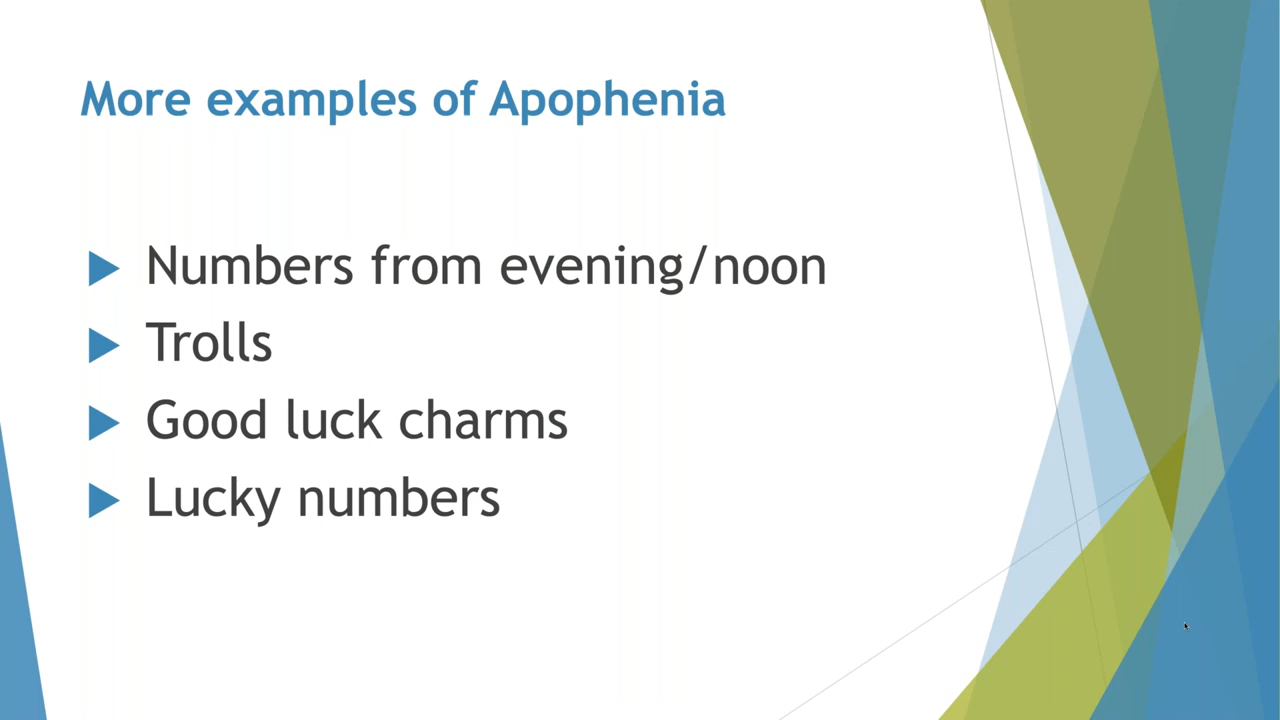 More examples of Apophenia
Numbers from evening/noon
Trolls
Good luck charms
Lucky numbers